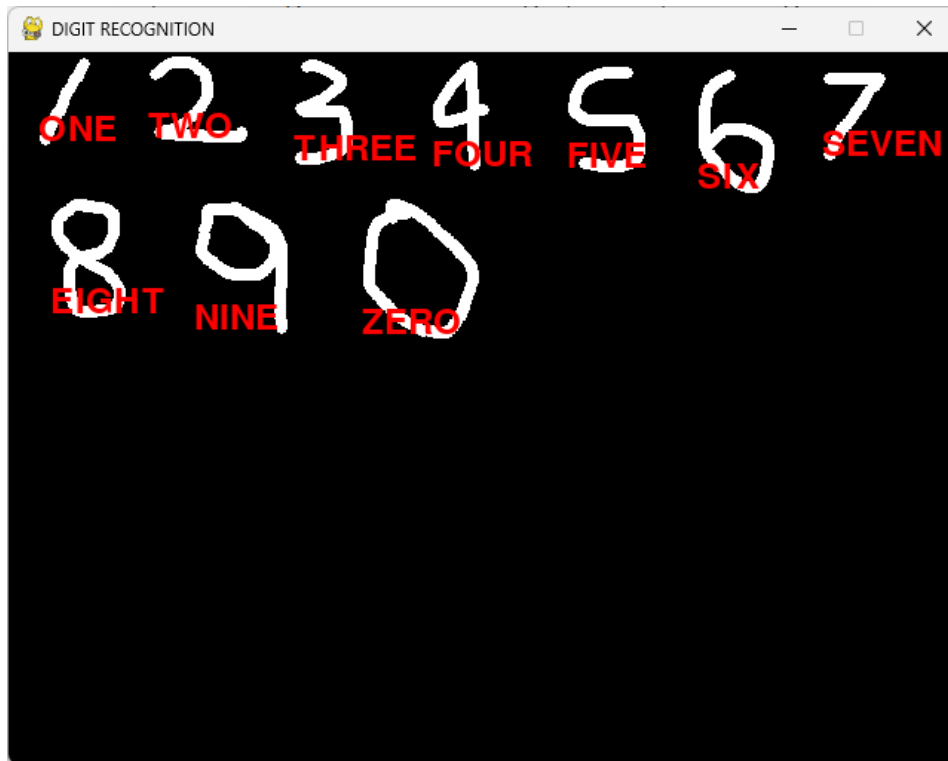 DIGIT RECOGNITION
1 2 3 4 5 6 7
ONE TWO THREE FOUR FIVE SIX SEVEN
8 9 0
EIGHT NINE ZERO